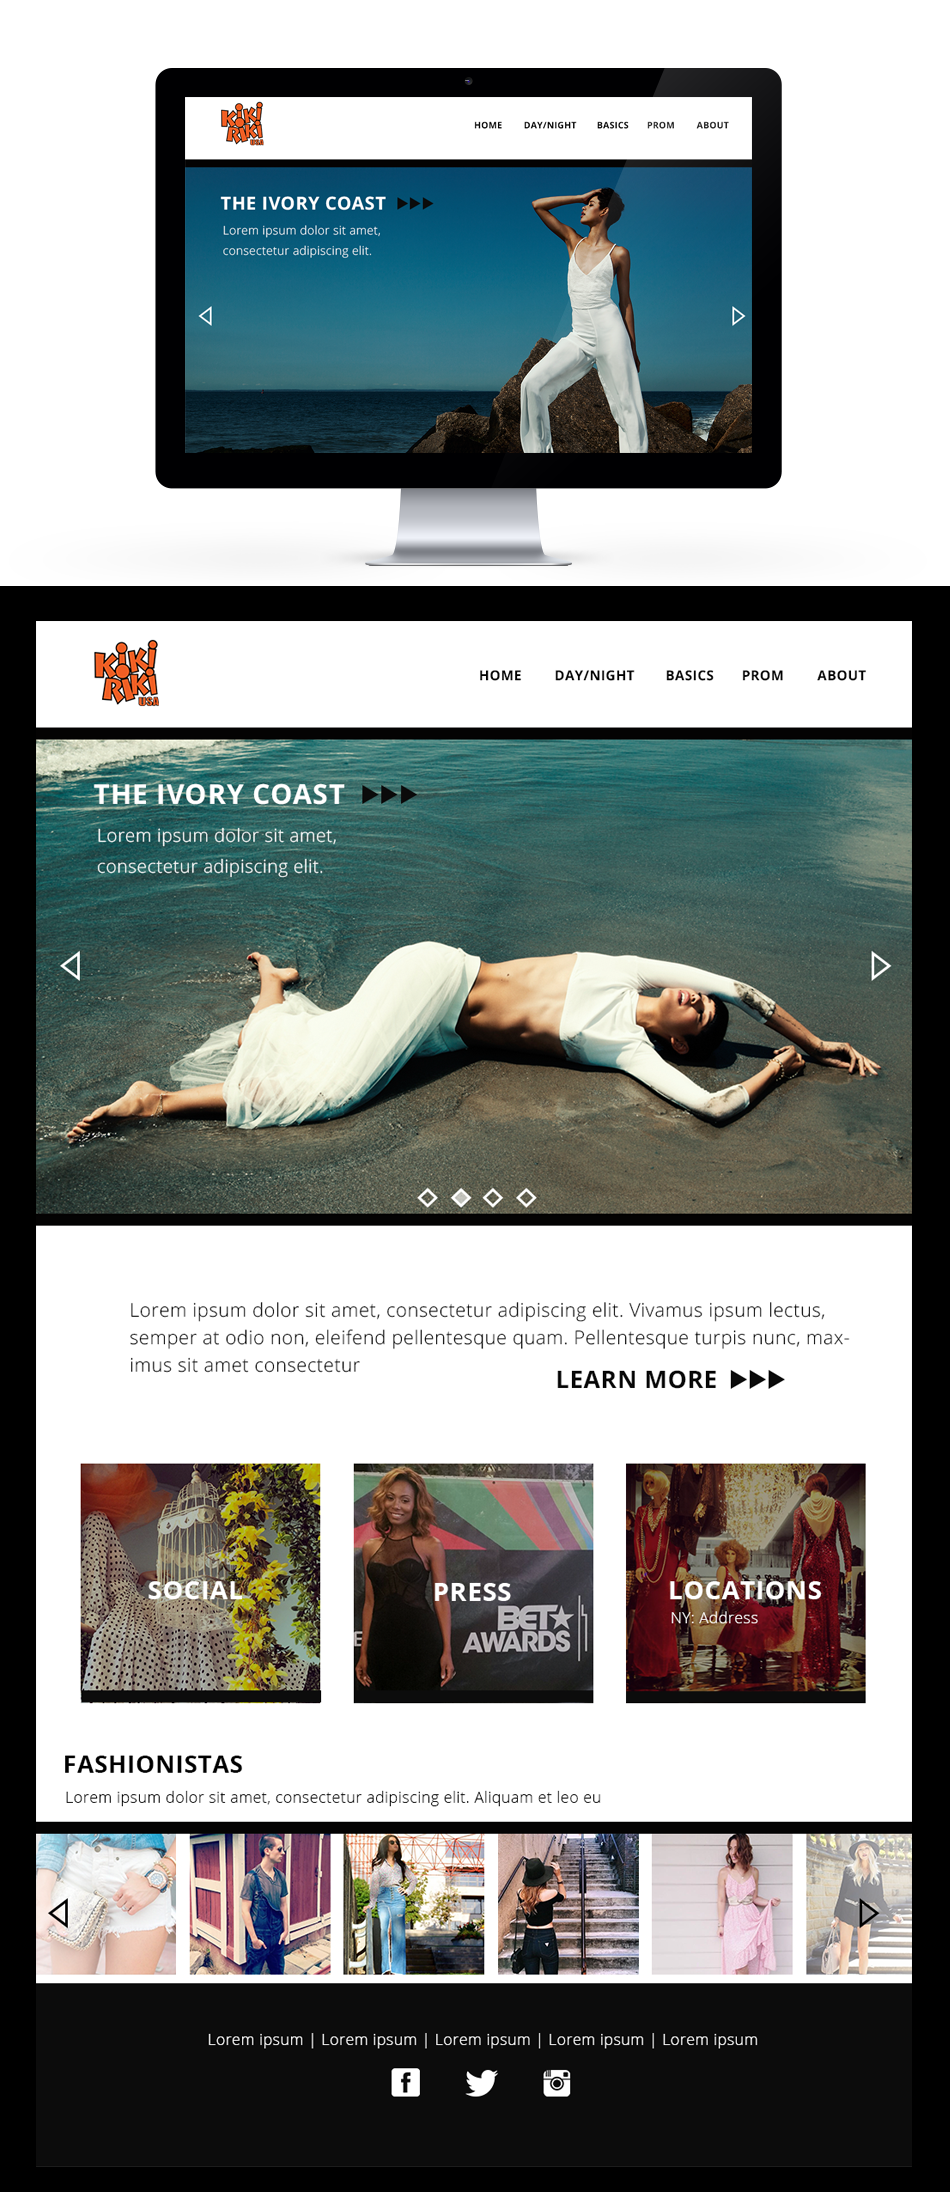 KiKi
RiKi
USA
HOME DAY/NIGHT BASICS PROM ABOUT
THE IVORY COAST
Lorem ipsum dolor sit amet,
consectetur adipiscing elit.
KiKi
RiKi
USA
HOME DAY/NIGHT BASICS PROM ABOUT
THE IVORY COAST
Lorem ipsum dolor sit amet,
consectetur adipiscing elit.
Lorem ipsum dolor sit amet, consectetur adipiscing elit. Vivamus ipsum lectus,
semper at odio non, eleifend pellentesque quam. Pellentesque turpis nunc, max-
imus sit amet consectetur
LEARN MORE
SOCIAL
PRESS
BET★
AWARDS
LOCATIONS
NY: Address
FASHIONISTAS
Lorem ipsum dolor sit amet, consectetur adipiscing elit. Aliquam et leo eu
Lorem ipsum | Lorem ipsum | Lorem ipsum | Lorem ipsum | Lorem ipsum